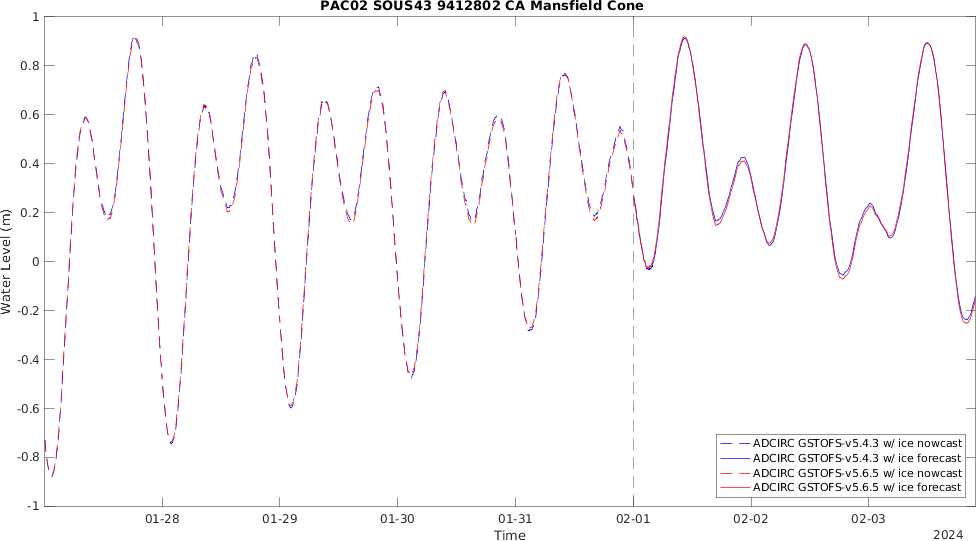 PAC02 SOUS43 9412802 CA Mansfield Cone
1
0.8
0.6
0.4
0.2
0
-0.2
-0.4
-0.6
-0.8
-1
Water Level (m)
ADCIRC GSTOFS-v5.4.3 w/ ice nowcast
ADCIRC GSTOFS-v5.4.3 w/ ice forecast
ADCIRC GSTOFS-v5.6.5 w/ ice nowcast
ADCIRC GSTOFS-v5.6.5 w/ ice forecast
01-28 01-29 01-30 01-31 02-01 02-02 02-03
Time
2024